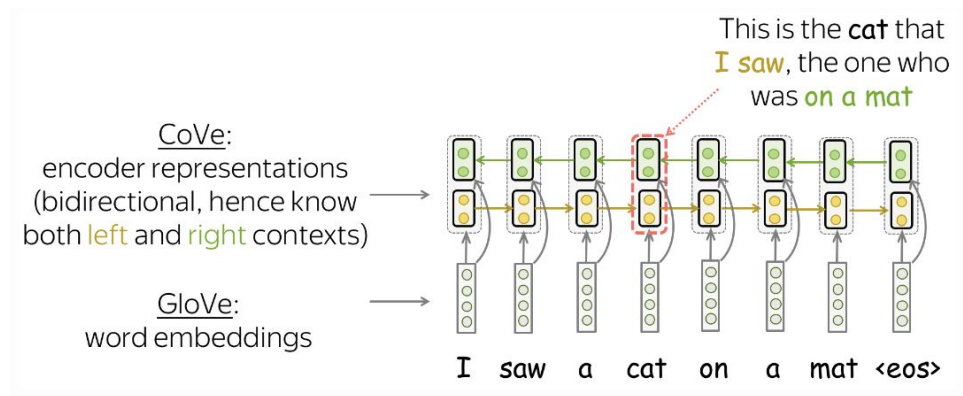 This is the cat that
I saw, the one who
was on a mat
CoVe:
encoder representations
(bidirectional, hence know
both left and right contexts)
GloVe:
word embeddings
I saw a cat on a mat <eos>